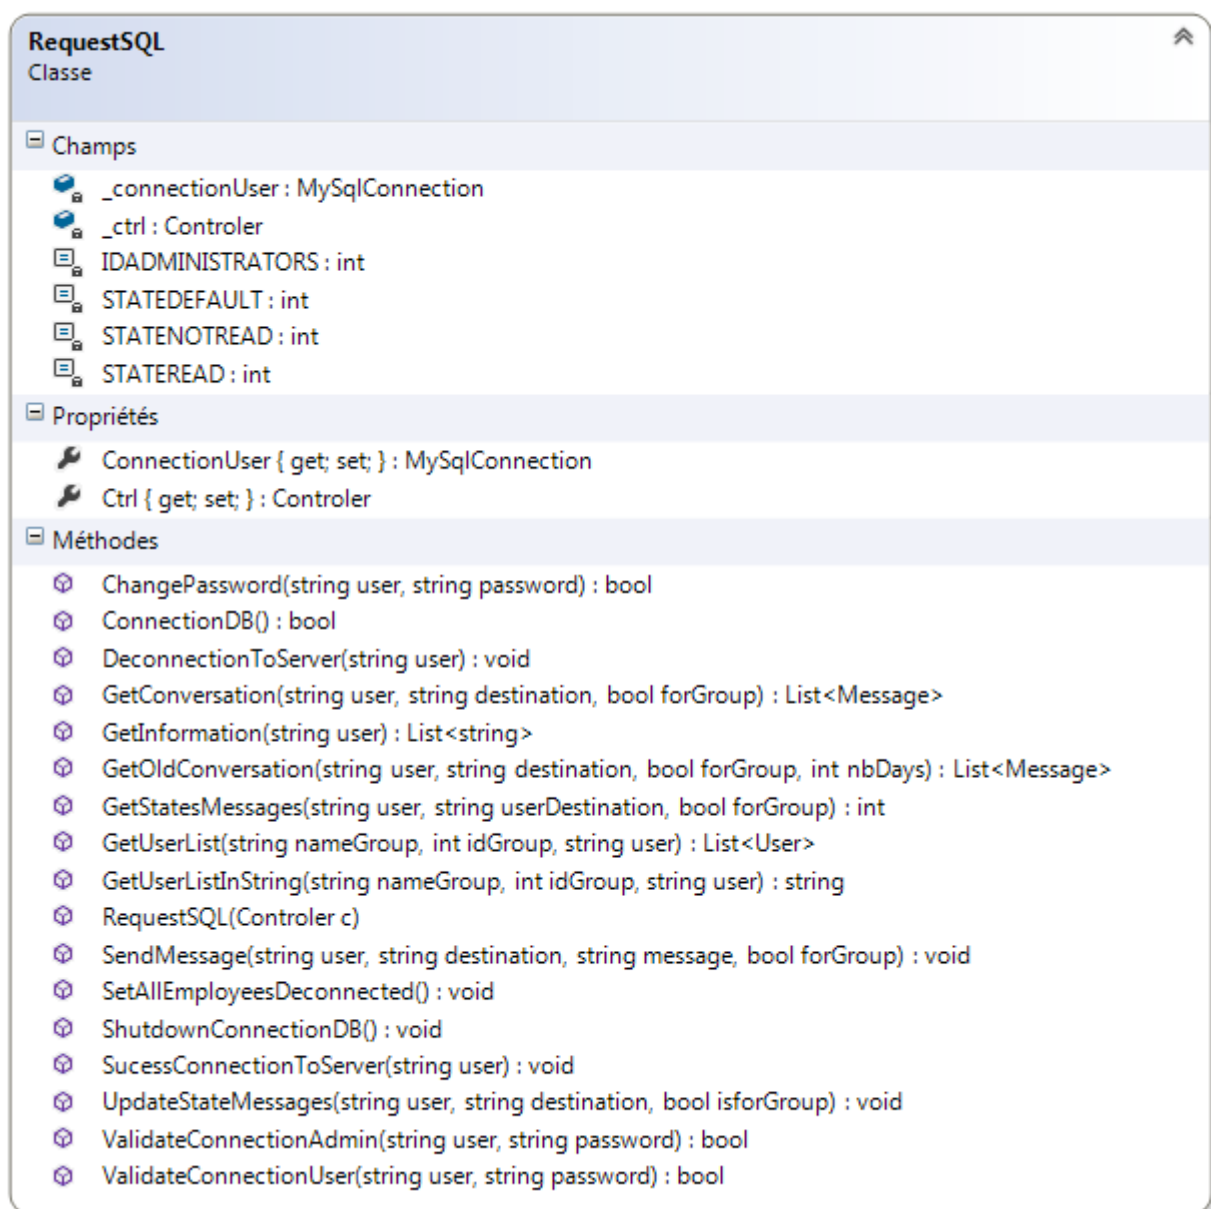 RequestSQL
Classe
Champs
_connectionUser : MySqlConnection
_ctrl : Controler
IDADMINISTRATORS : int
STATEDEFAULT : int
STATENOTREAD : int
STATEREAD : int
Propriétés
ConnectionUser { get; set; } : MySqlConnection
Ctrl { get; set; } : Controler
Méthodes
ChangePassword(string user, string password) : bool
ConnectionDB() : bool
DeconnectionToServer(string user) : void
GetConversation(string user, string destination, bool forGroup) : List<Message>
GetInformation(string user) : List<string>
GetOldConversation(string user, string destination, bool forGroup, int nbDays) : List<Message>
GetStatesMessages(string user, string userDestination, bool forGroup) : int
GetUserList(string nameGroup, int idGroup, string user) : List<User>
GetUserListInString(string nameGroup, int idGroup, string user) : string
RequestSQL(Controler c)
SendMessage(string user, string destination, string message, bool forGroup) : void
SetAllEmployeesDeconnected() : void
ShutdownConnectionDB() : void
SucessConnectionToServer(string user) : void
UpdateStateMessages(string user, string destination, bool isforGroup) : void
ValidateConnectionAdmin(string user, string password) : bool
ValidateConnectionUser(string user, string password) : bool